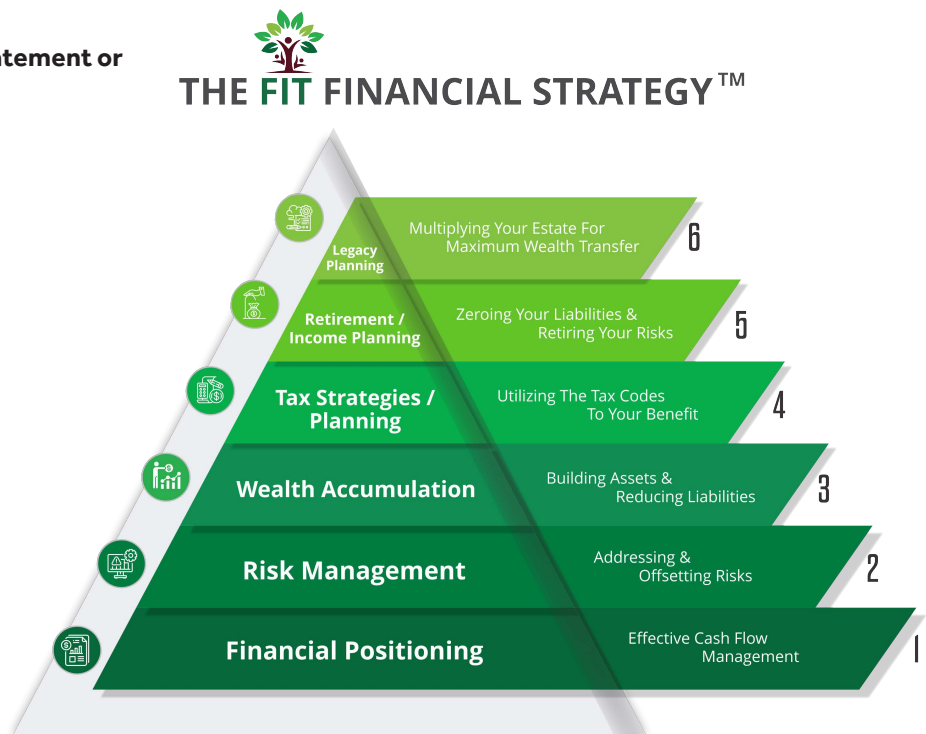 atement or
THE FIT FINANCIAL STRATEGY™
Legacy
Planning
Multiplying Your Estate For
Maximum Wealth Transfer
6
Retirement /
Income Planning
Zeroing Your Liabilities &
Retiring Your Risks
5
Tax Strategies /
Planning
Utilizing The Tax Codes
To Your Benefit
4
Wealth Accumulation
Building Assets &
Reducing Liabilities
3
Risk Management
Addressing &
Offsetting Risks
2
Financial Positioning
Effective Cash Flow
Management
1